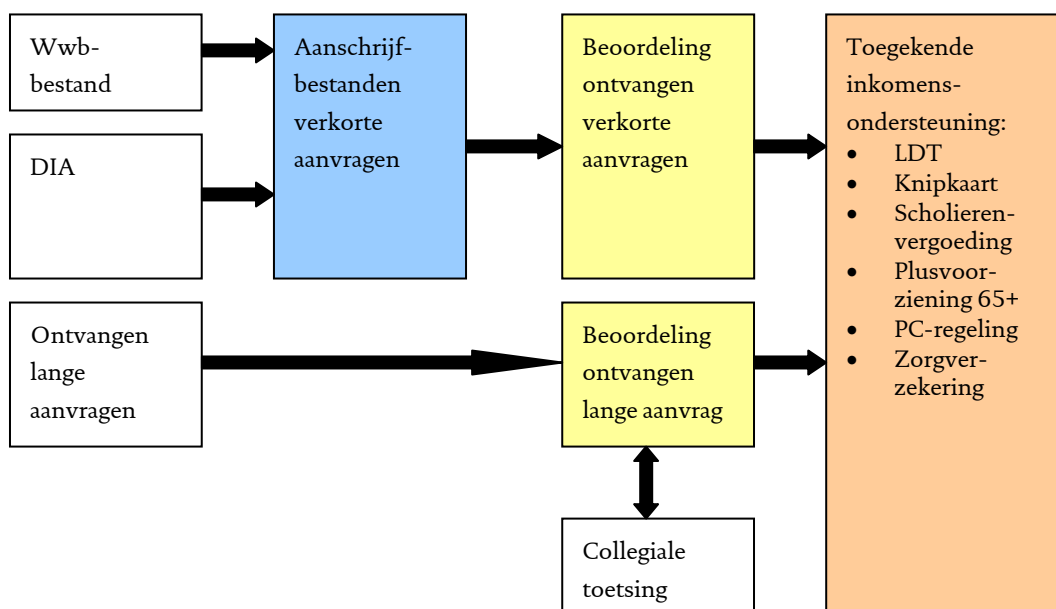 Wwb-
bestand
DIA
Aanschrijf-
bestanden
verkorte
aanvragen
Beoordeling
ontvangen
verkorte
aanvragen
Toegekende
inkomens-
ondersteuning:
• LDT
• Knipkaart
• Scholieren-
vergoeding
• Plusvoor-
ziening 65+
• PC-regeling
• Zorgver-
zekering
Ontvangen
lange
aanvragen
Beoordeling
ontvangen
lange aanvrag
Collegiale
toetsing